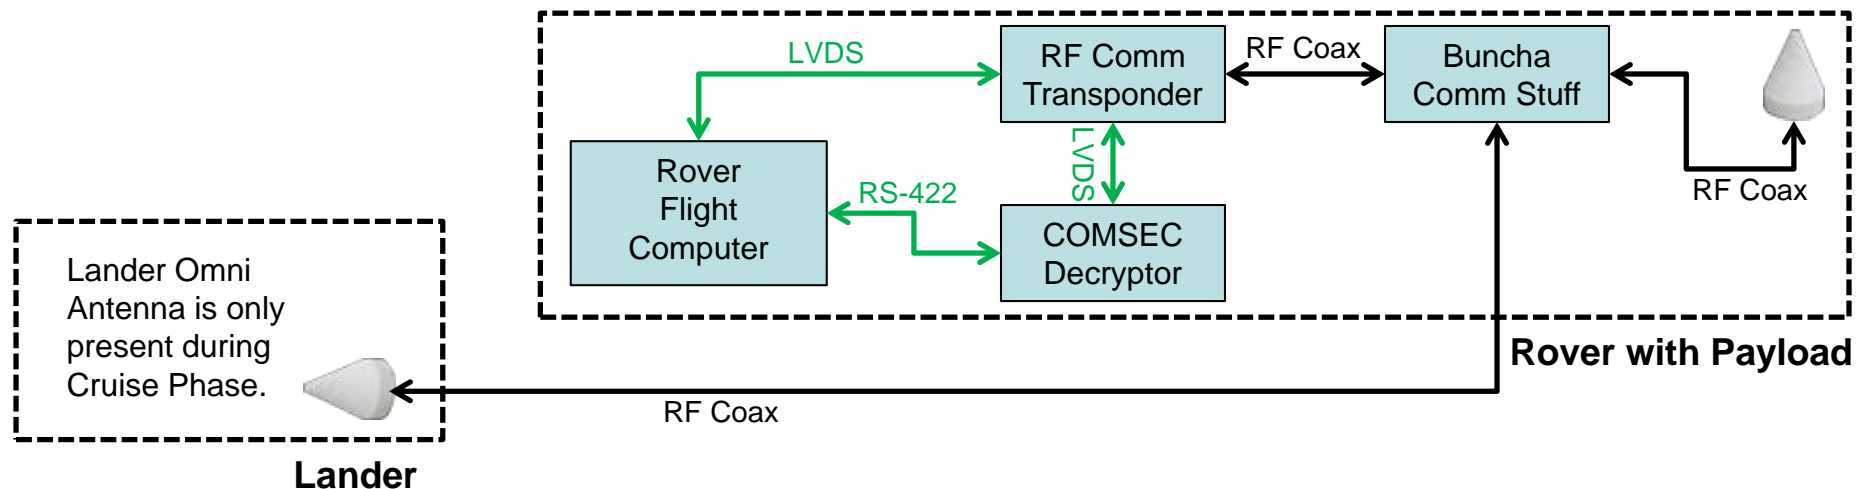 LVDS
RF Comm
Transponder
RF Coax
Buncha
Comm Stuff
LVDS
RF Coax
Rover
Flight
Computer
RS-422
COMSEC
Decryptor
Lander Omni
Antenna is only
present during
Cruise Phase.
RF Coax
Rover with Payload
Lander